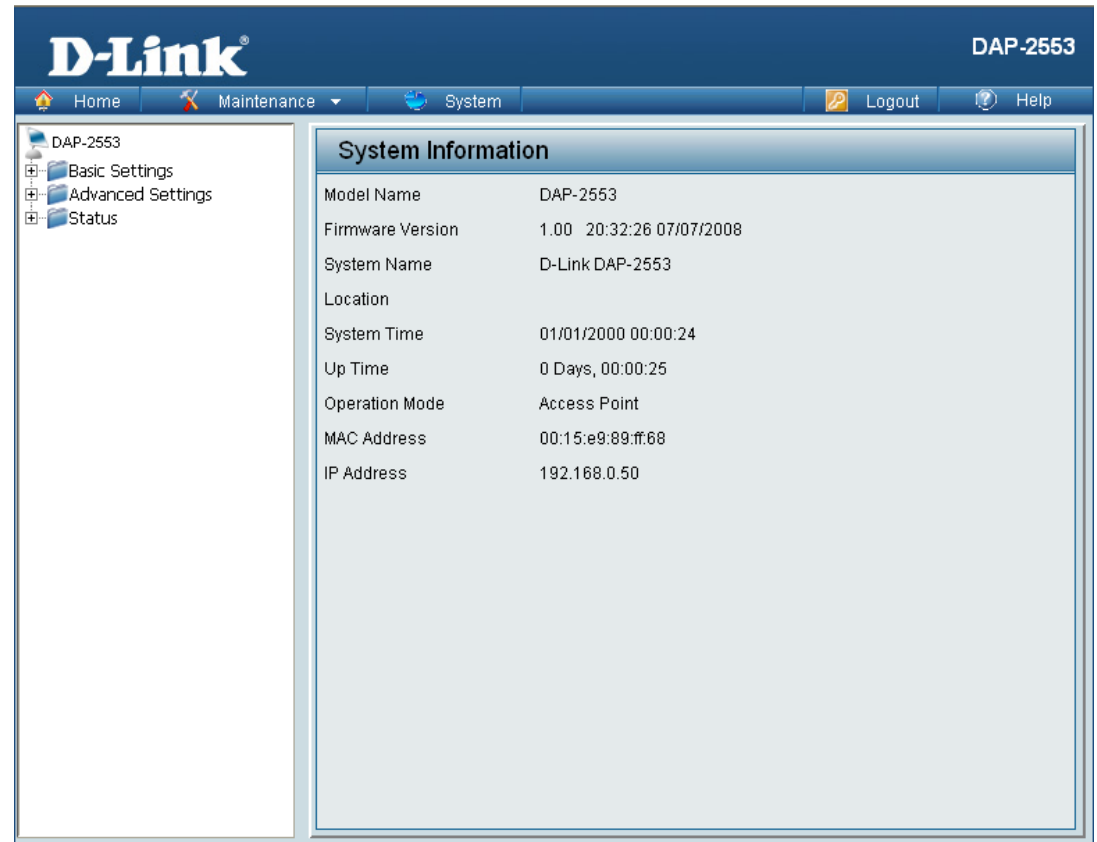 D-Link®
DAP-2553
Home Maintenance System Logout Help
DAP-2553
Basic Settings
Advanced Settings
Status
System Information
Model Name DAP-2553
Firmware Version 1.00 20:32:26 07/07/2008
System Name D-Link DAP-2553
Location
System Time 01/01/2000 00:00:24
Up Time 0 Days, 00:00:25
Operation Mode Access Point
MAC Address 00:15:e9:89:ff:68
IP Address 192.168.0.50